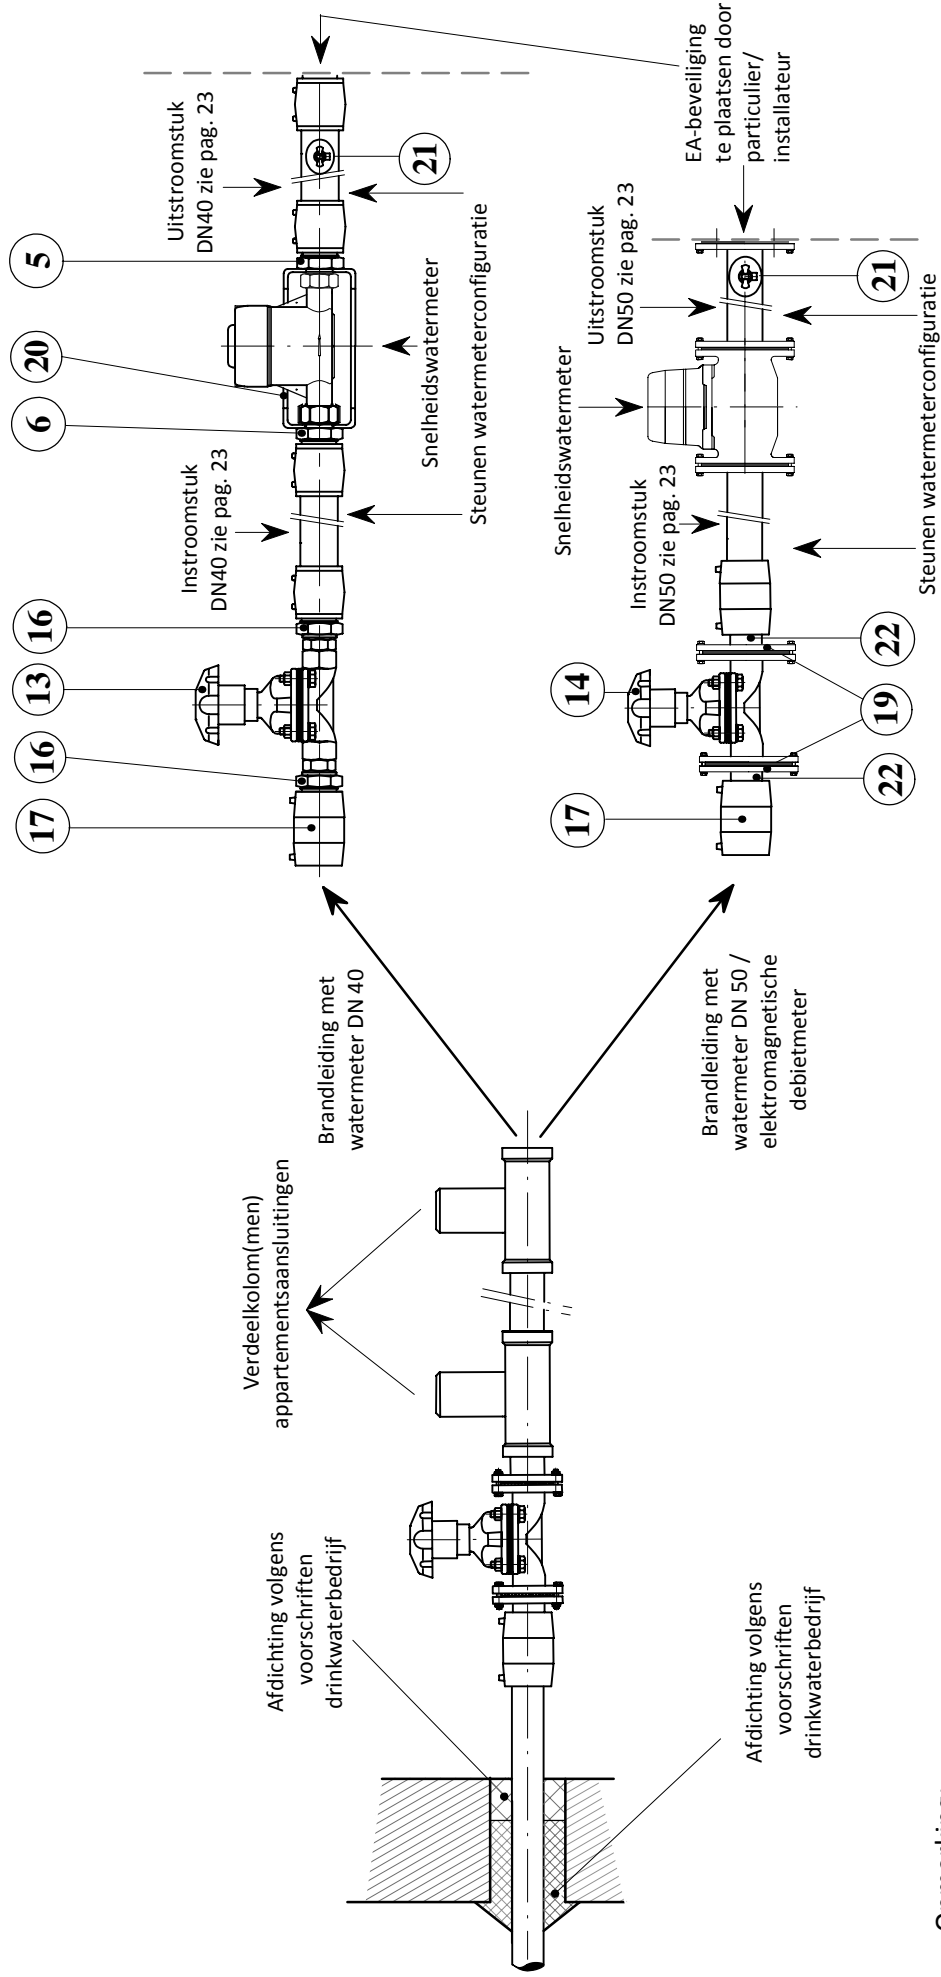 Afdichting volgens
voorschriften
drinkwaterbedrijf
Afdichting volgens
voorschriften
drinkwaterbedrijf
Verdeelkolom(men)
appartementsaansluitingen
Brandleiding met
watermeter DN 40
Brandleiding met
watermeter DN 50 /
elektromagnetische
debietmeter
17
16
13
16
6
20
5
Instroomstuk
DN40 zie pag. 23
Uitstroomstuk
DN40 zie pag. 23
21
Snelheidswatermeter
Steunen watermeterconfiguratie
17
14
22
19
22
Instroomstuk
DN50 zie pag. 23
Snelheidswatermeter
Uitstroomstuk
DN50 zie pag. 23
21
Steunen watermeterconfiguratie
EA-beveiliging
te plaatsen door
particulier/
installateur